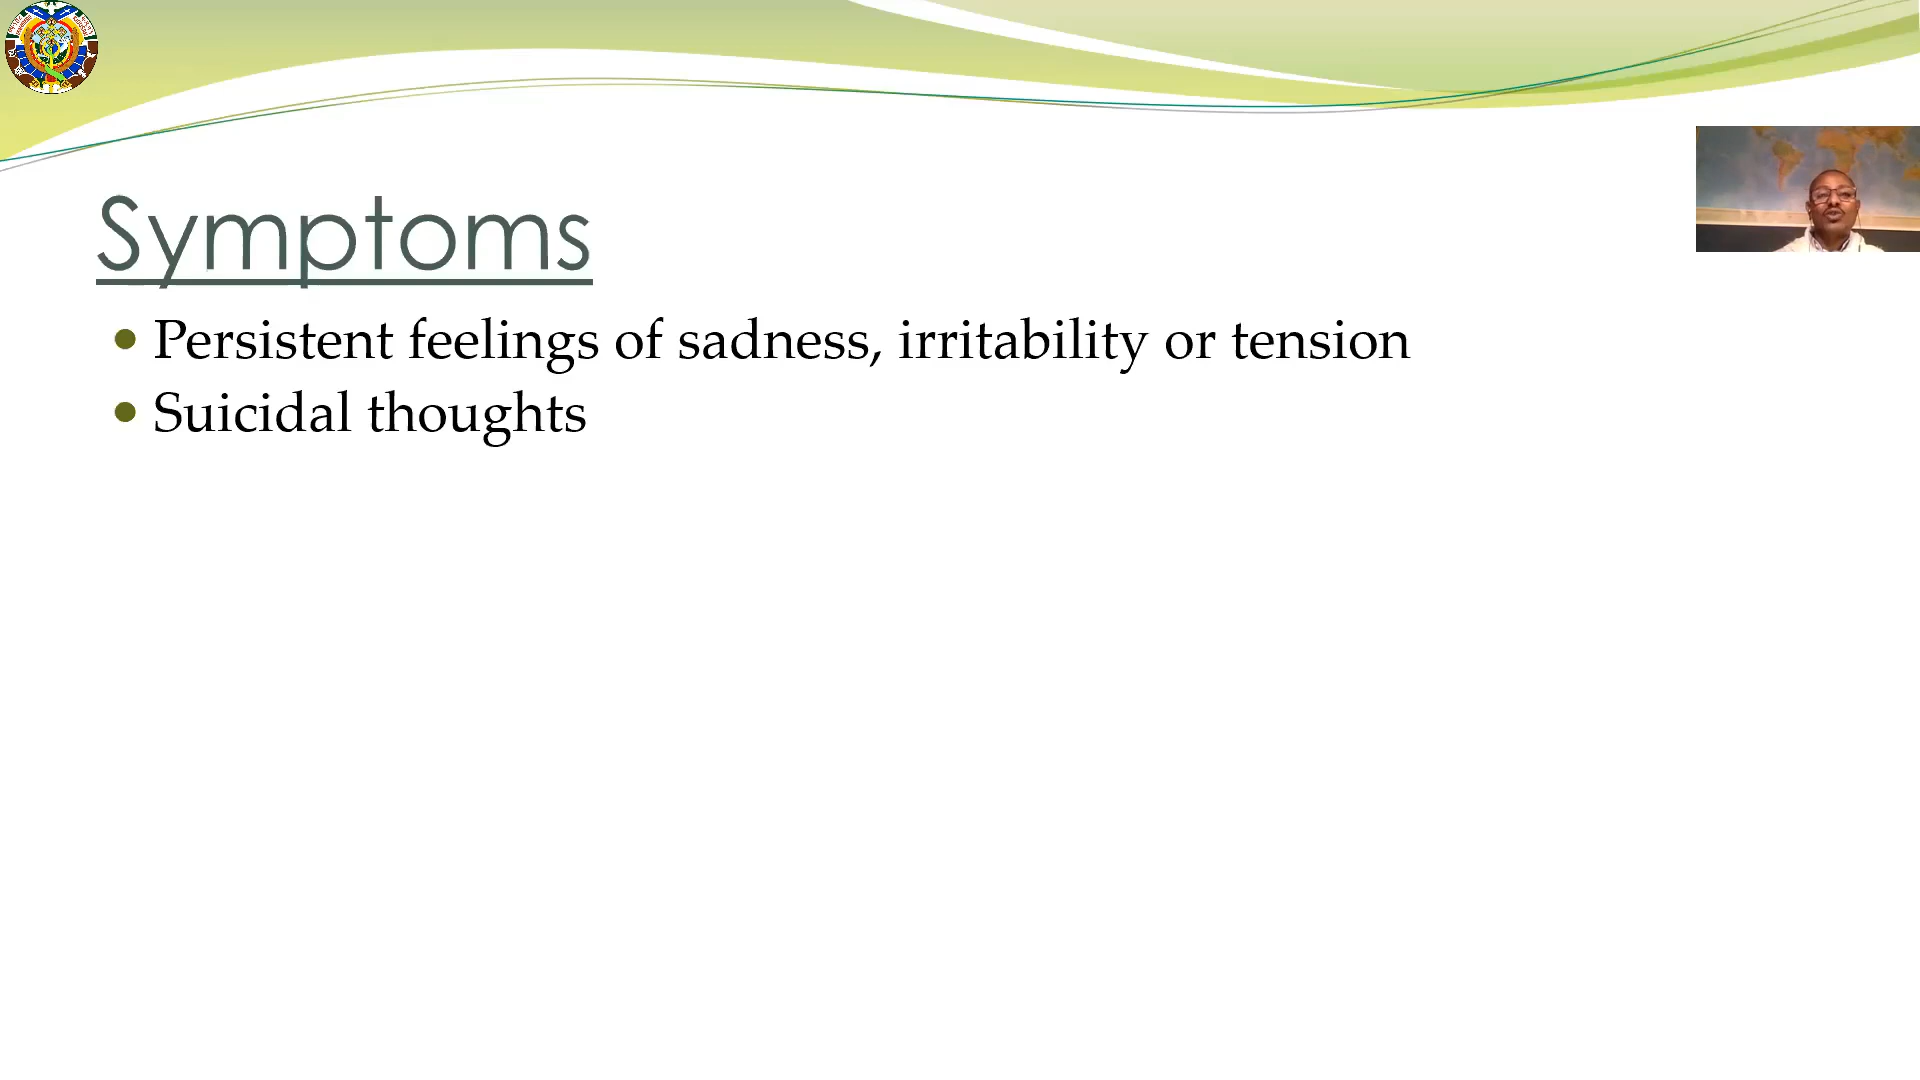 Symptoms
Persistent feelings of sadness, irritability or tension
Suicidal thoughts